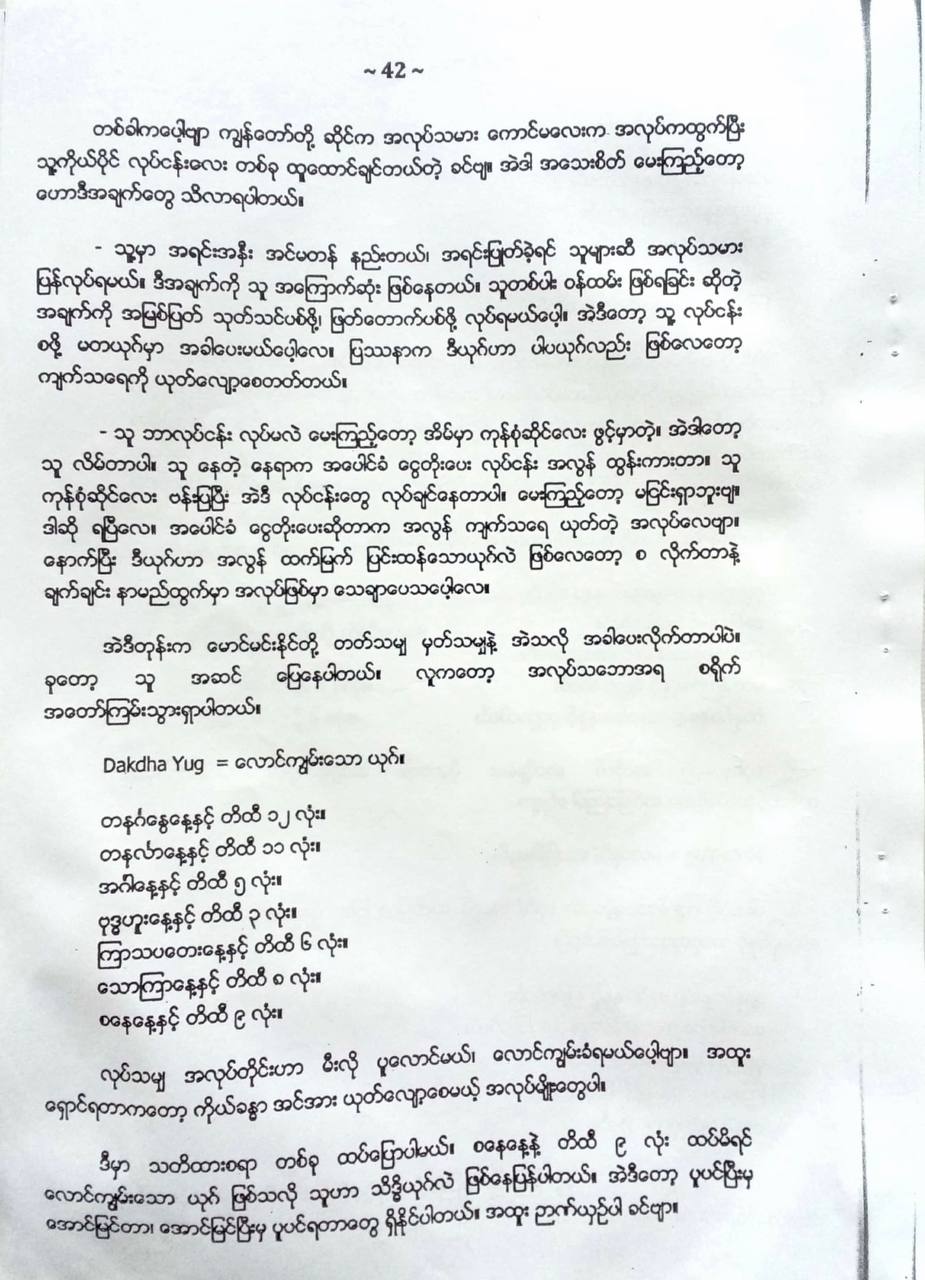 ~ 42 ~
တစ်ခါကပေါ့ဗျာ ကျွန်တော်တို့ ဆိုင်က အလုပ်သမား ကောင်မလေးက အလုပ်ကထွက်ပြီး
သူ့ကိုယ်ပိုင် လုပ်ငန်းလေး တစ်ခု ထူထောင်ချင်တယ်တဲ့ ခင်ဗျ။ အဲဒါ အသေးစိတ် မေးကြည့်တော့
ဟောဒီအချက်တွေ သိလာရပါတယ်။
- သူ့မှာ အရင်းအနှီး အင်မတန် နည်းတယ်၊ အရင်းပြုတ်ခဲ့ရင် သူများဆီ အလုပ်သမား
ပြန်လုပ်ရမယ်။ ဒီအချက်ကို သူ အကြောက်ဆုံး ဖြစ်နေတယ်။ သူတစ်ပါး ဝန်ထမ်း ဖြစ်ရခြင်း ဆိုတဲ့
အချက်ကို အမြစ်ပြတ် သုတ်သင်ပစ်ဖို့၊ ဖြတ်တောက်ပစ်ဖို့ လုပ်ရမယ်ပေါ့။ အဲဒီတော့ သူ့ လုပ်ငန်း
စဖို့ မတယုဂ်မှာ အခါပေးမယ်ပေါ့လေ။ ပြဿနာက ဒီယုဂ်ဟာ ပါပယုဂ်လည်း ဖြစ်လေတော့
ကျက်သရေကို ယုတ်လျော့စေတတ်တယ်။
- သူ ဘာလုပ်ငန်း လုပ်မလဲ မေးကြည့်တော့ အိမ်မှာ ကုန်စုံဆိုင်လေး ဖွင့်မှာတဲ့။ အဲဒါတော့
သူ လိမ်တာပါ။ သူ နေတဲ့ နေရာက အပေါင်ခံ ငွေတိုးပေး လုပ်ငန်း အလွန် ထွန်းကားတာ။ သူ
ကုန်စုံဆိုင်လေး ဗန်းပြပြီး အဲဒီ လုပ်ငန်းတွေ လုပ်ချင်နေတာပါ။ မေးကြည့်တော့ မငြင်းရှာဘူးဗျ။
ဒါဆို ရပြီလေ။ အပေါင်ခံ ငွေတိုးပေးဆိုတာက အလွန် ကျက်သရေ ယုတ်တဲ့ အလုပ်လေဗျာ။
နောက်ပြီး ဒီယုဂ်ဟာ အလွန် ထက်မြက် ပြင်းထန်သောယုဂ်လဲ ဖြစ်လေတော့ စ လိုက်တာနဲ့
ချက်ချင်း နာမည်ထွက်မှာ အလုပ်ဖြစ်မှာ သေချာပေသပေါ့လေ။
အဲဒီတုန်းက မောင်မင်းနိုင်တို့ တတ်သမျှ မှတ်သမျှနဲ့ အဲသလို အခါပေးလိုက်တာပါပဲ။
ခုတော့ သူ အဆင် ပြေနေပါတယ်။ လူကတော့ အလုပ်သဘောအရ စရိုက်
အတော်ကြမ်းသွားရှာပါတယ်။
Dakdha Yug = လောင်ကျွမ်းသော ယုဂ်။
တနင်္ဂနွေနေ့နှင့် တိထီ ၁၂ လုံး။
တနင်္လာနေ့နှင့် တိထီ ၁၁ လုံး။
အင်္ဂါနေ့နှင့် တိထီ ၅ လုံး။
ဗုဒ္ဓဟူးနေ့နှင့် တိထီ ၃ လုံး။
ကြာသပတေးနေ့နှင့် တိထီ ၆ လုံး။
သောကြာနေ့နှင့် တိထီ ၈ လုံး။
စနေနေ့နှင့် တိထီ ၉ လုံး။
လုပ်သမျှ အလုပ်တိုင်းဟာ မီးလို ပူလောင်မယ်၊ လောင်ကျွမ်းခံရမယ်ပေါ့ဗျာ။ အထူး
ရှောင်ရတာကတော့ ကိုယ်ခန္ဓာ အင်အား ယုတ်လျော့စေမယ့် အလုပ်မျိုးတွေပါ။
ဒီမှာ သတိထားစရာ တစ်ခု ထပ်ပြောပါမယ်။ စနေနေ့နဲ့ တိထီ ၉ လုံး ထပ်မိရင်
လောင်ကျွမ်းသော ယုဂ် ဖြစ်သလို သူဟာ သိဒ္ဓိယုဂ်လဲ ဖြစ်နေပြန်ပါတယ်။ အဲဒီတော့ ပူပင်ပြီးမှ
အောင်မြင်တာ၊ အောင်မြင်ပြီးမှ ပူပင်ရတာတွေ ရှိနိုင်ပါတယ်။ အထူး ဉာဏ်ယှဉ်ပါ ခင်ဗျာ။